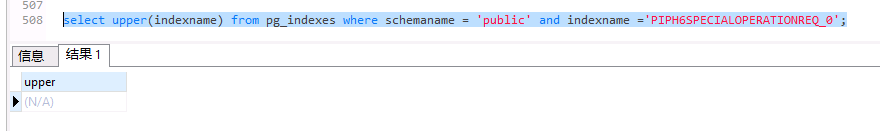 507
508 select upper(indexname) from pg_indexes where schemaname = 'public' and indexname ='PIPH6SPECIALOPERATIONREQ_0';
信息 结果 1
upper
(N/A)